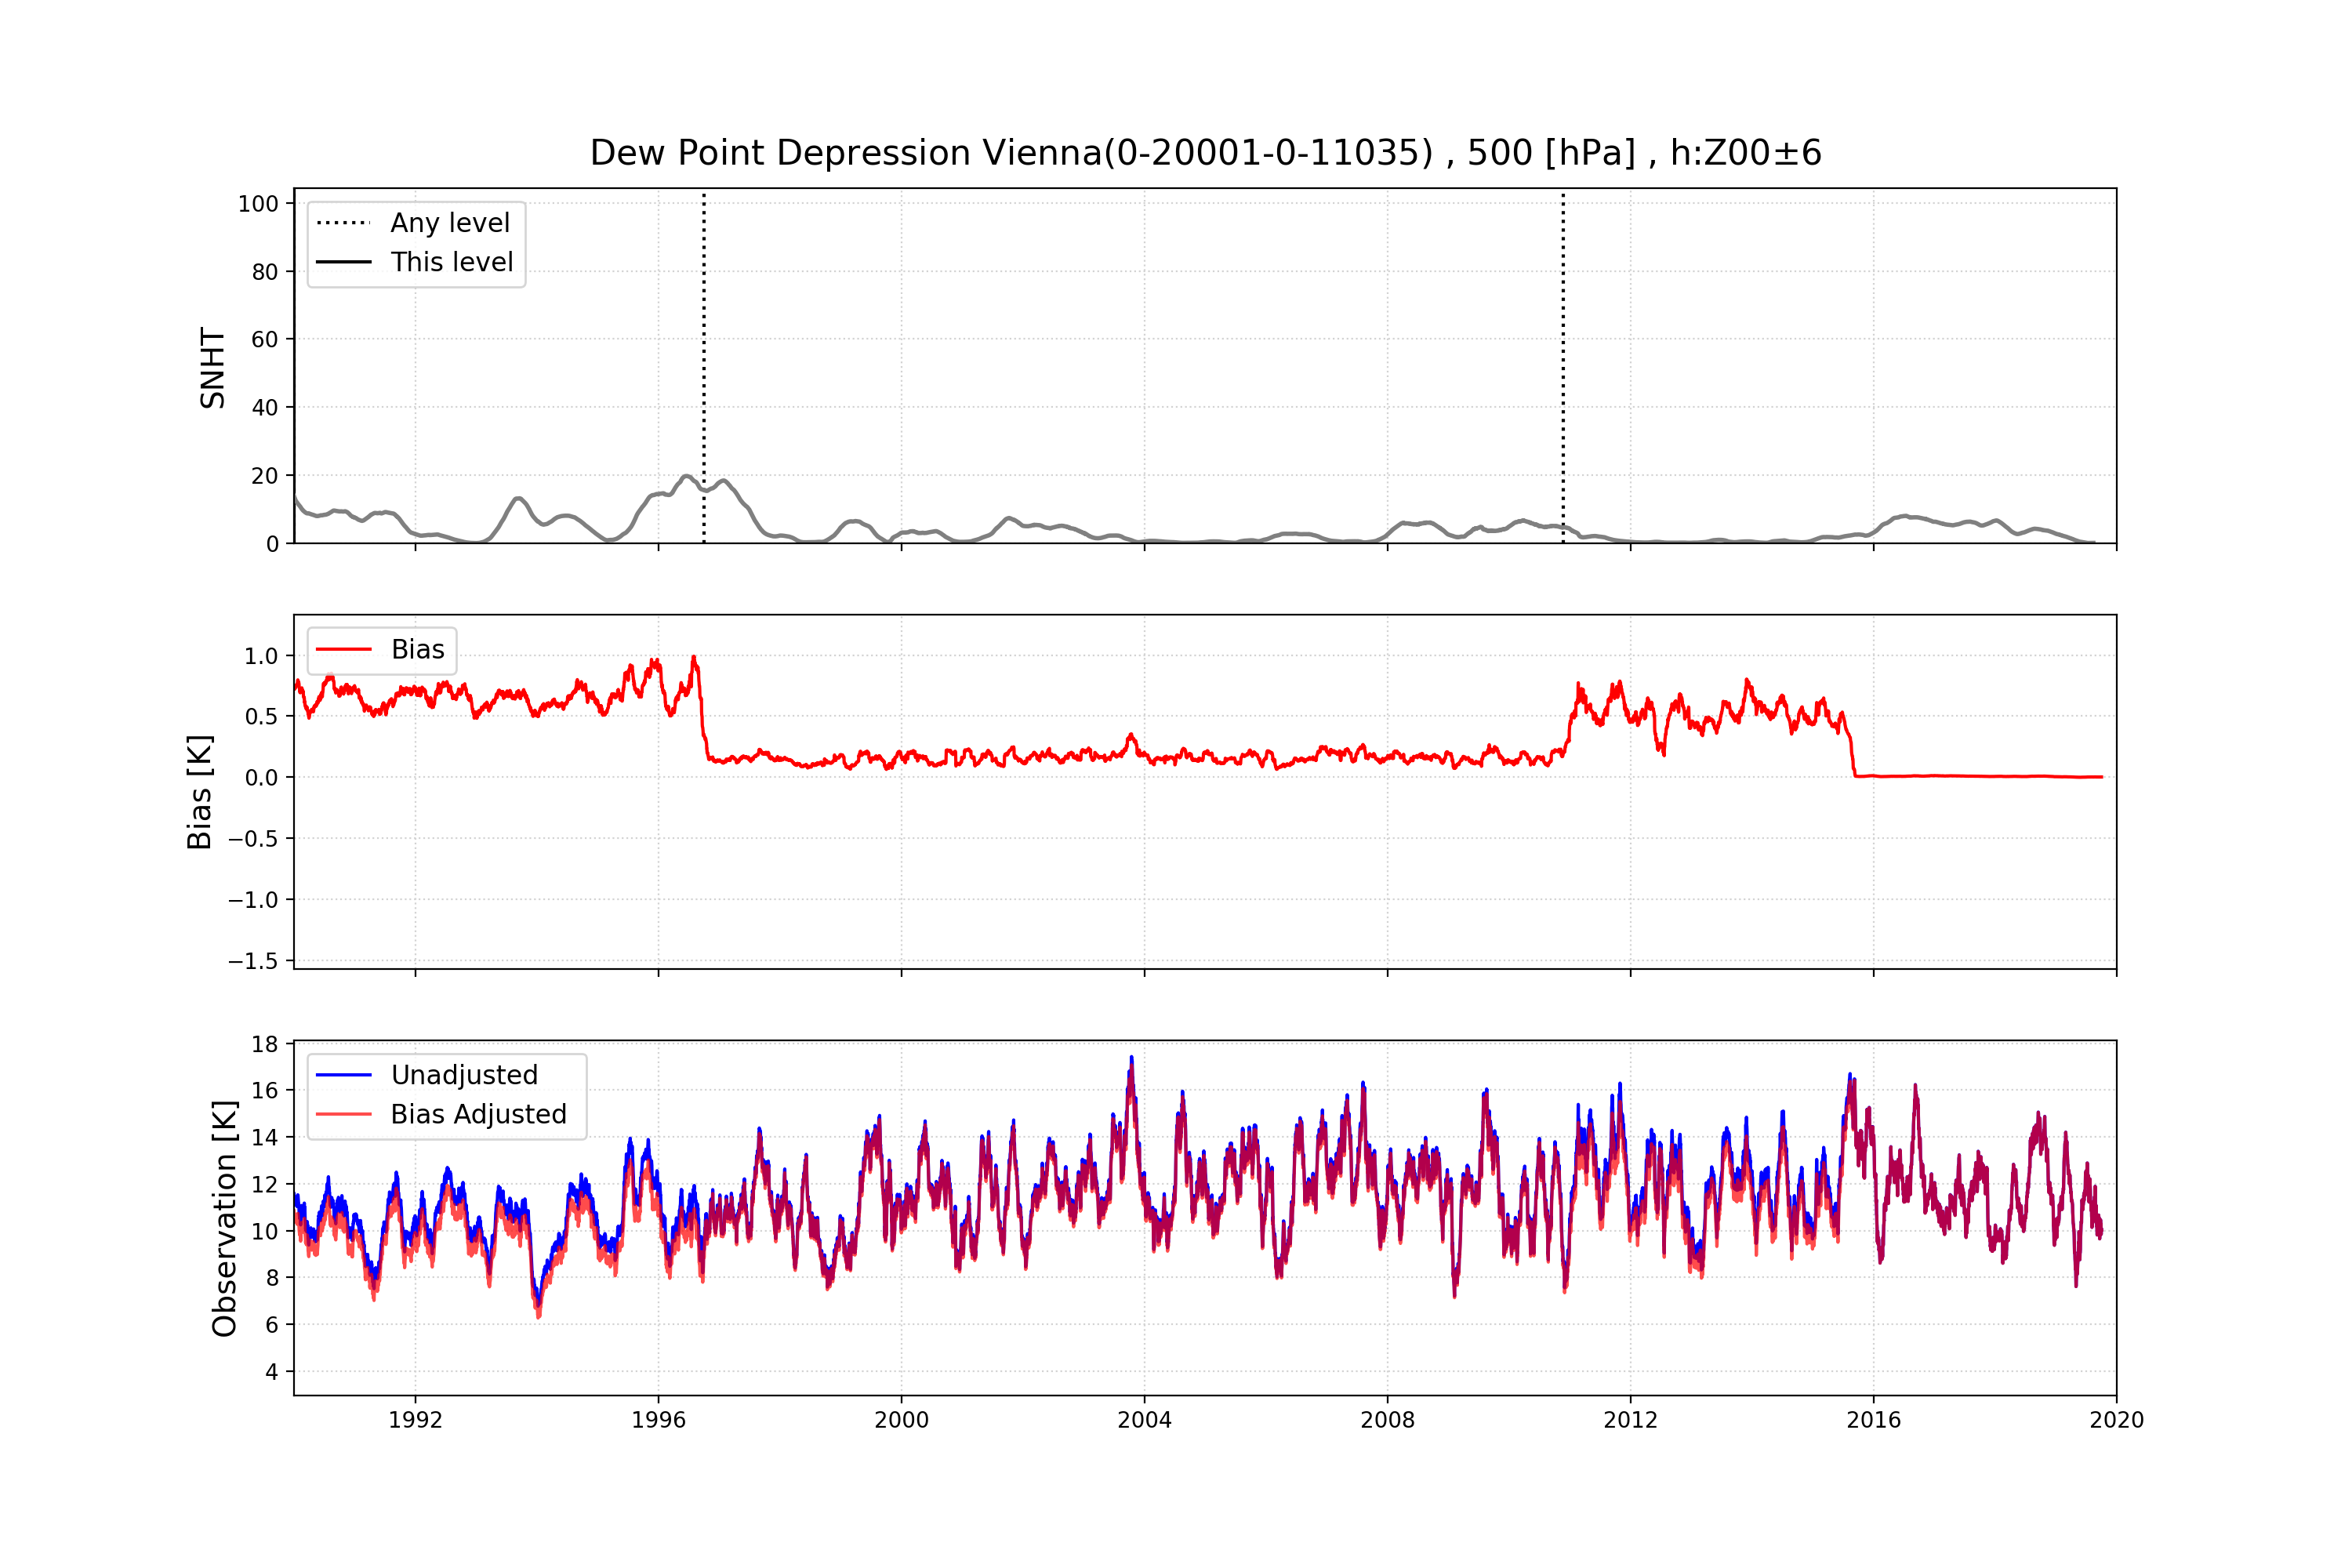 Dew Point Depression Vienna(0-20001-0-11035) , 500 [hPa] , h:Z00±6
SNHT
100
80
60
40
20
0
Any level
This level
Bias [K]
1.0
0.5
0.0
−0.5
−1.0
−1.5
Bias
Observation [K]
18
16
14
12
10
8
6
4
Unadjusted
Bias Adjusted
1992 1996 2000 2004 2008 2012 2016 2020